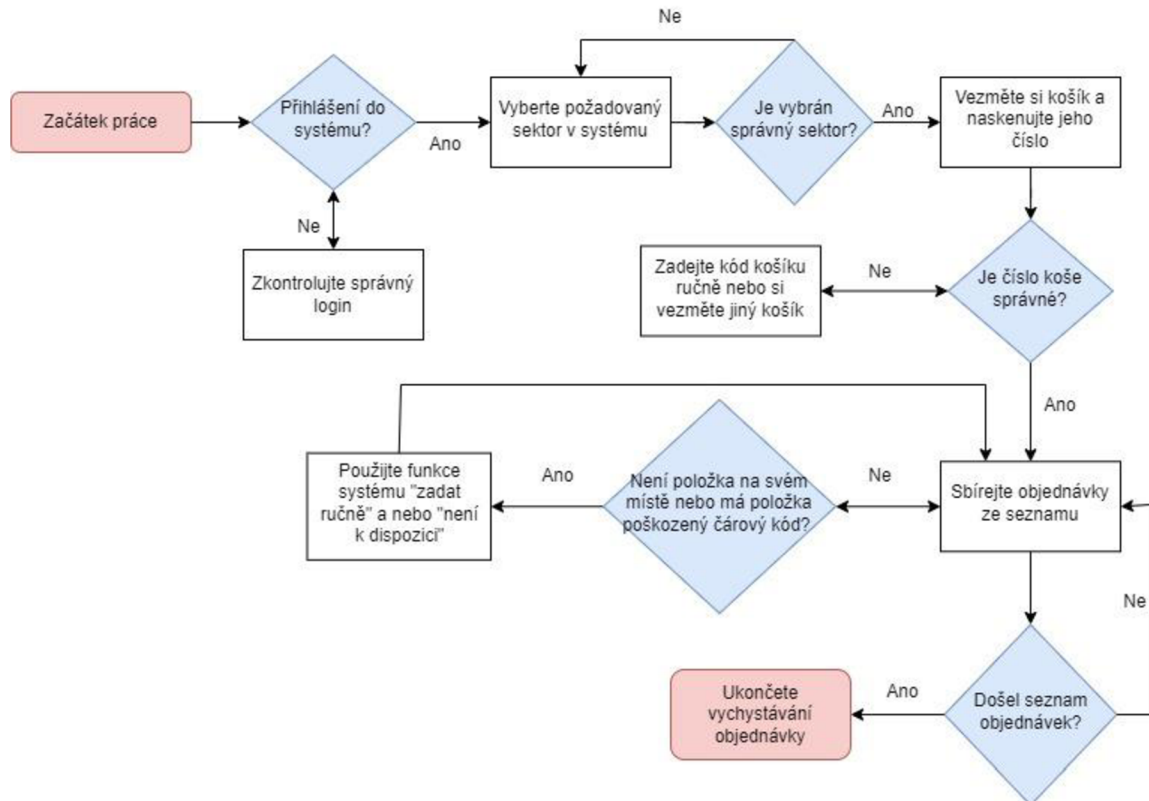 Ne
Začátek práce
Přihlášení do
systému?
Ano
Vyberte požadovaný
sektor v systému
Je vybrán
správný sektor?
Ano
Vezměte si košík a
naskenujte jeho
číslo
Ne
Zkontrolujte správný
login
Zadejte kód košíku
ručně nebo si
vezměte jiný košík
Ne
Je číslo koše
správné?
Ano
Použijte funkce
systému "zadat
ručně" a nebo "není
k dispozici"
Ano
Není položka na svém
místě nebo má položka
poškozený čárový kód?
Ne
Sbírejte objednávky
ze seznamu
Ne
Ukončete
vychystávání
objednávky
Ano
Došel seznam
objednávek?